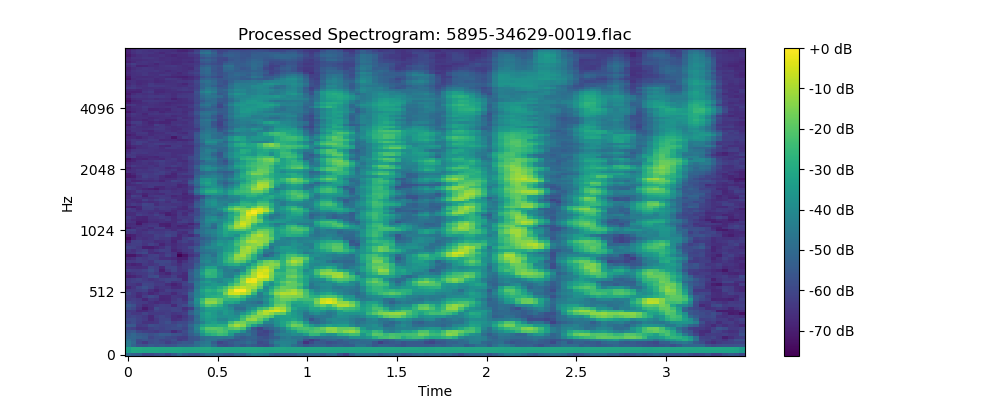 Processed Spectrogram: 5895-34629-0019.flac
Hz
4096
2048
1024
512
0
0
0.5
1
1.5
2
2.5
3
Time
+0 dB
-10 dB
-20 dB
-30 dB
-40 dB
-50 dB
-60 dB
-70 dB